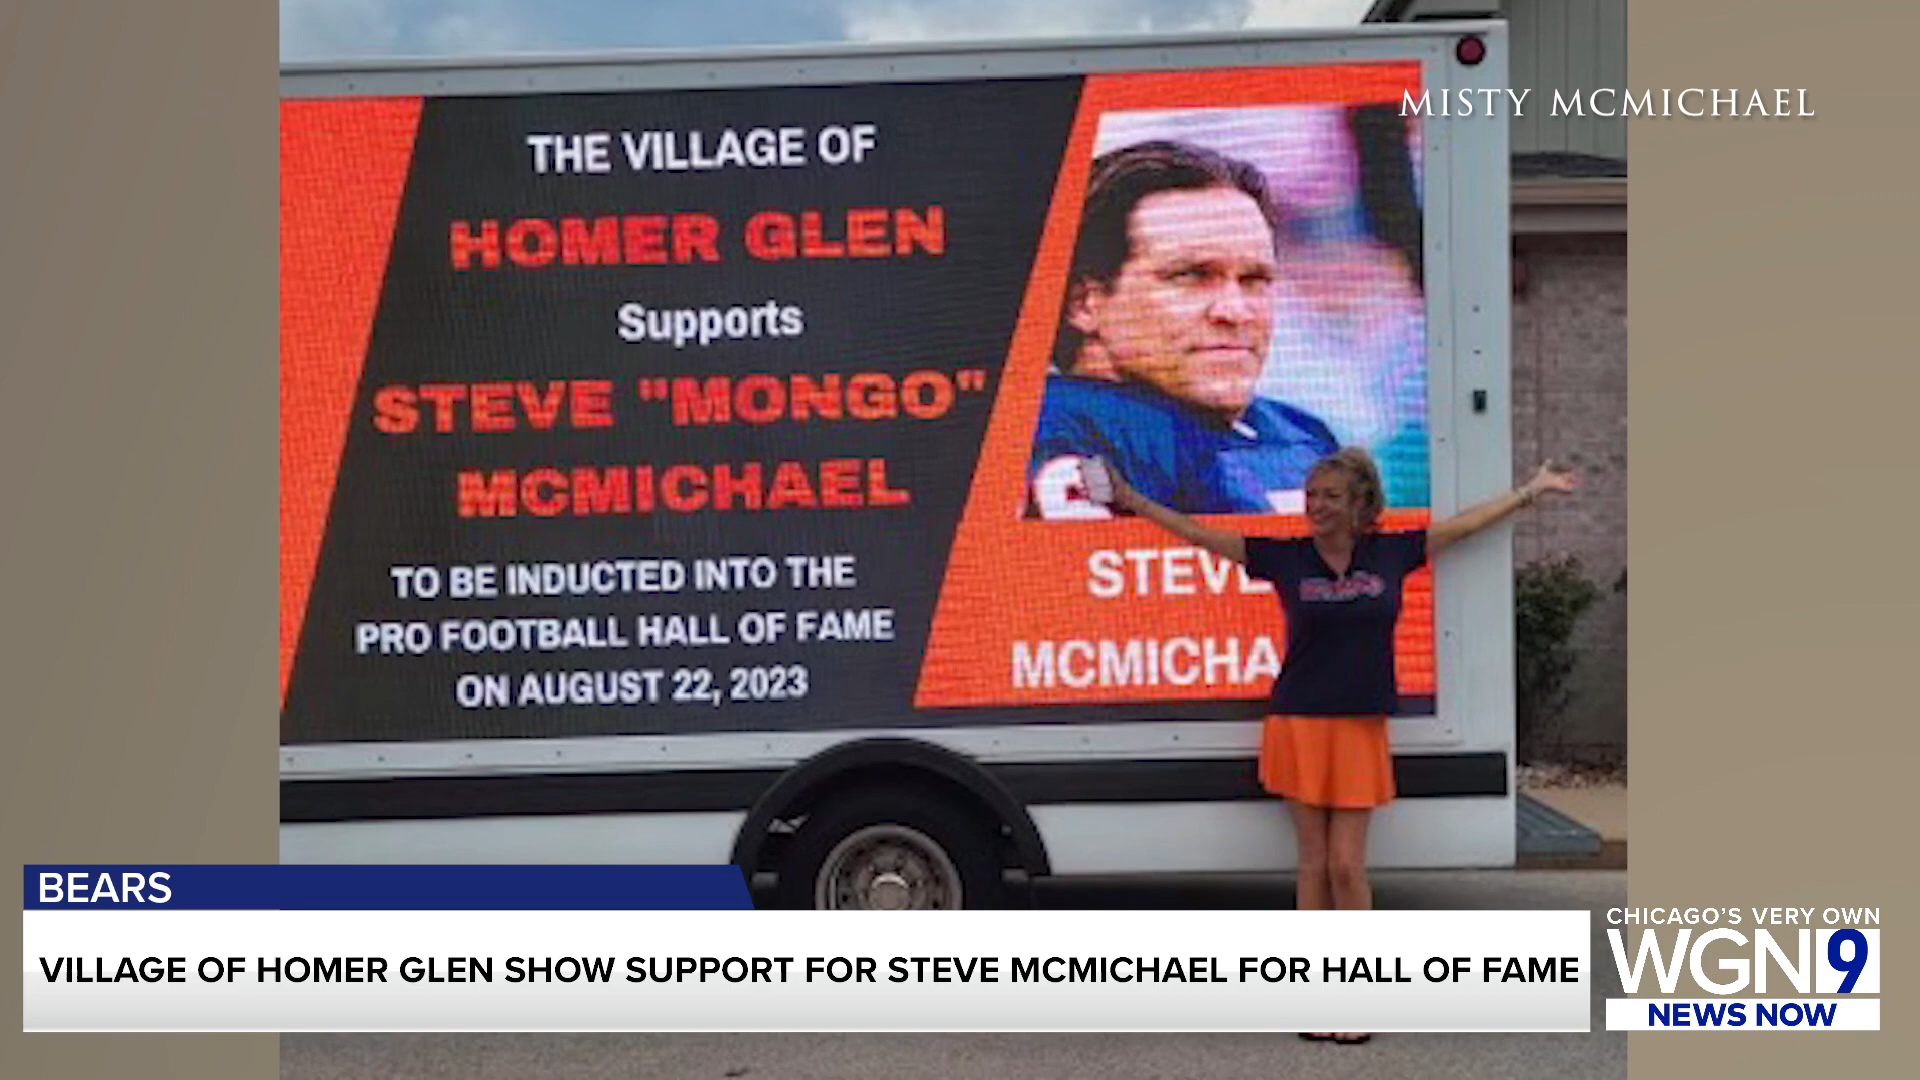 MISTY MCMICHAEL
THE VILLAGE OF
HOMER GLEN
Supports
STEVE "MONGO"
MCMICHAEL
TO BE INDUCTED INTO THE
PRO FOOTBALL HALL OF FAME
ON AUGUST 22, 2023
STEVE
MCMICHA
BEARS
VILLAGE OF HOMER GLEN SHOW SUPPORT FOR STEVE MCMICHAEL FOR HALL OF FAME
CHICAGO'S VERY OWN
WGN9
NEWS NOW